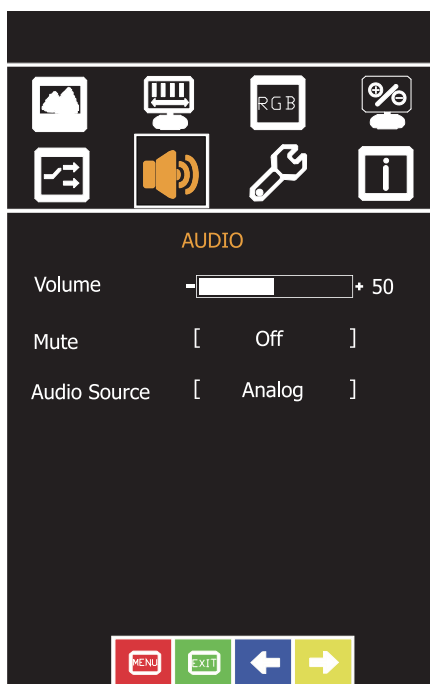 RGB
AUDIO
Volume - + 50
Mute [ Off ]
Audio Source [ Analog ]
MENU EXIT